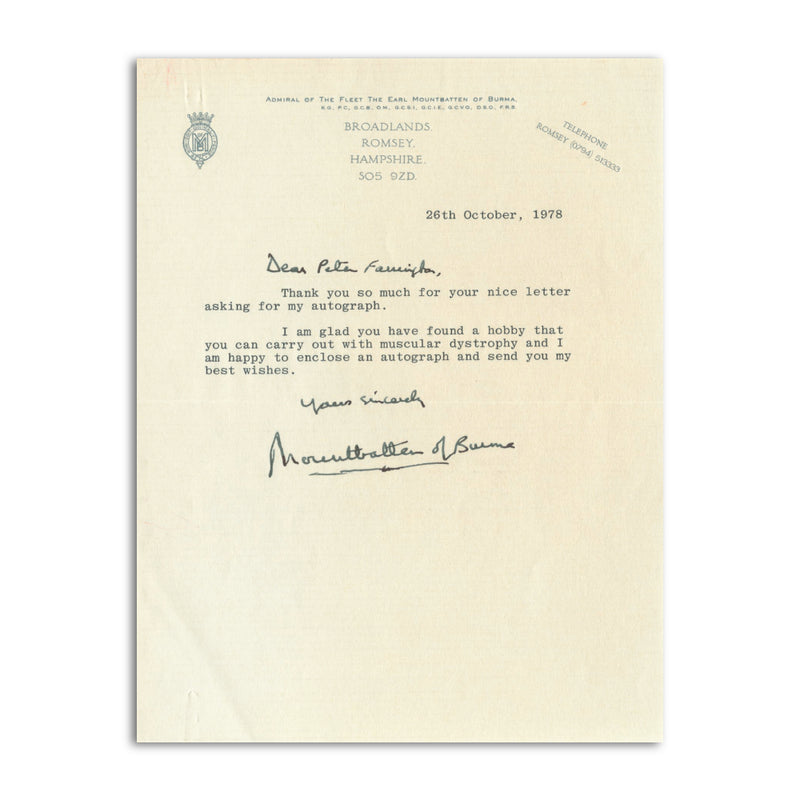 ADMIRAL OF THE FLEET THE EARL MOUNTBATTEN OF BURMA,
K.G., P.C., G.C.B., O.M., G.C.S.I., G.C.I.E., G.C.V.O., D.S.O., F.R.S.
BROADLANDS.
ROMSEY,
HAMPSHIRE.
SO5 9ZD.
TELEPHONE
ROMSEY (0794) 513333
26th October, 1978
Dear Peter Farrington,
Thank you so much for your nice letter
asking for my autograph.
I am glad you have found a hobby that
you can carry out with muscular dystrophy and I
am happy to enclose an autograph and send you my
best wishes.
Yours sincerely
Mountbatten of Burma